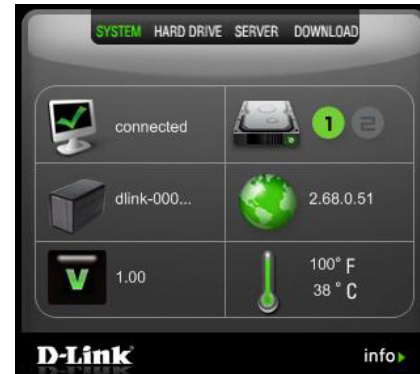 SYSTEM HARD DRIVE SERVER DOWNLOAD
connected
1 2
dlink-000...
2.68.0.51
V
1.00
100° F
38 ° C
D-Link
info